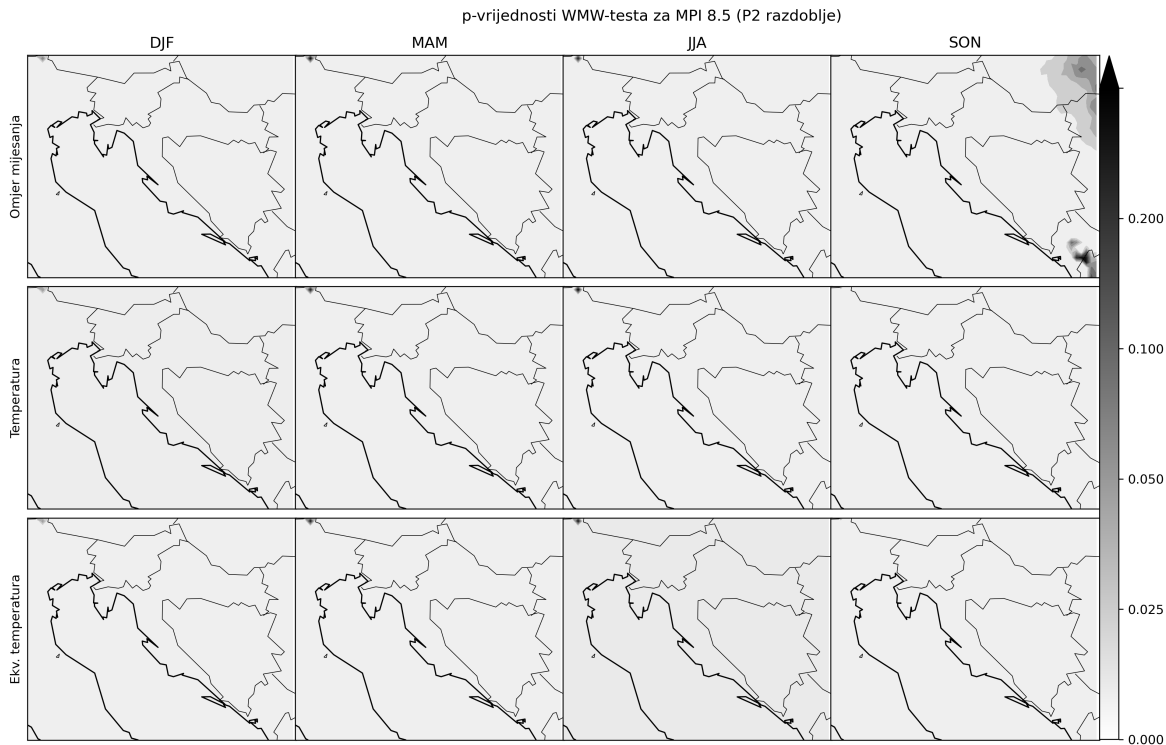 p-vrijednosti WMW-testa za MPI 8.5 (P2 razdoblje)
DJF
MAM
JJA
SON
Omjer mijesanja
Temperatura
Ekv. temperatura
0.200
0.100
0.050
0.025
0.000